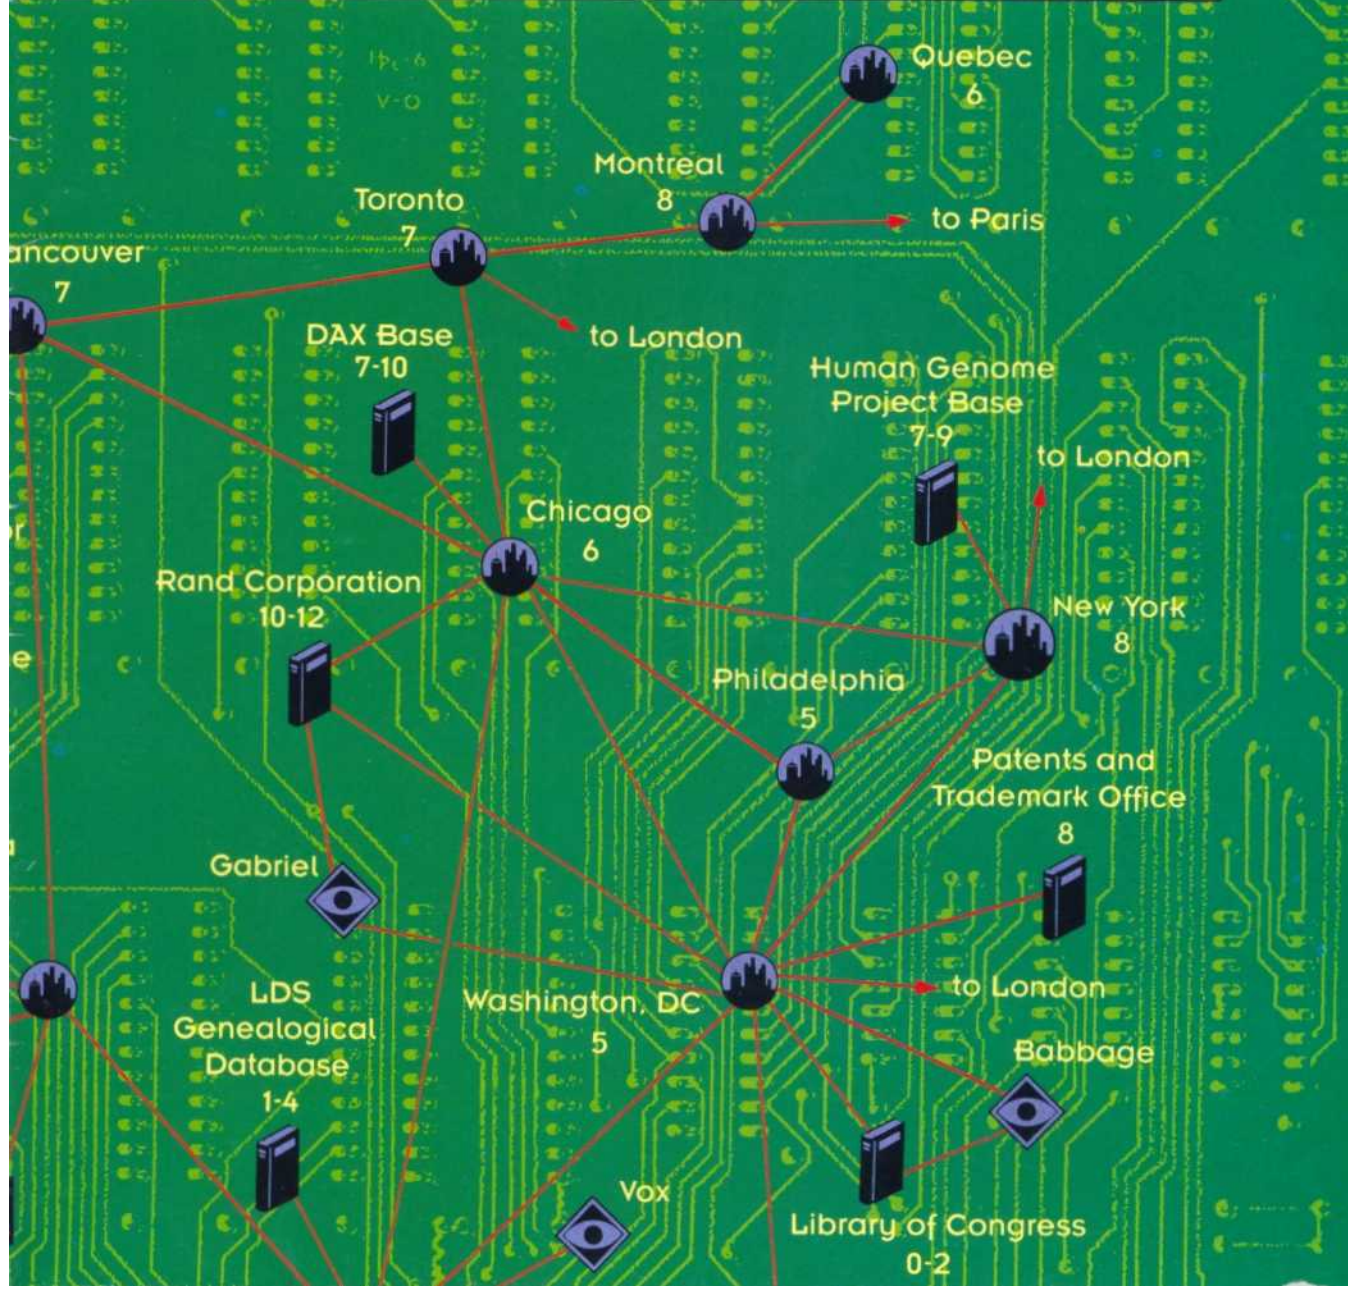 Quebec
6
Montreal
8
to Paris
Toronto
7
ancouver
7
to London
DAX Base
7-10
Human Genome
Project Base
7-9
to London
Chicago
6
or
Rand Corporation
10-12
New York
8
e
Philadelphia
5
Patents and
Trademark Office
8
a
Gabriel
to London
Washington, DC
5
LDS
Genealogical
Database
1-4
Babbage
Vox
Library of Congress
0-2